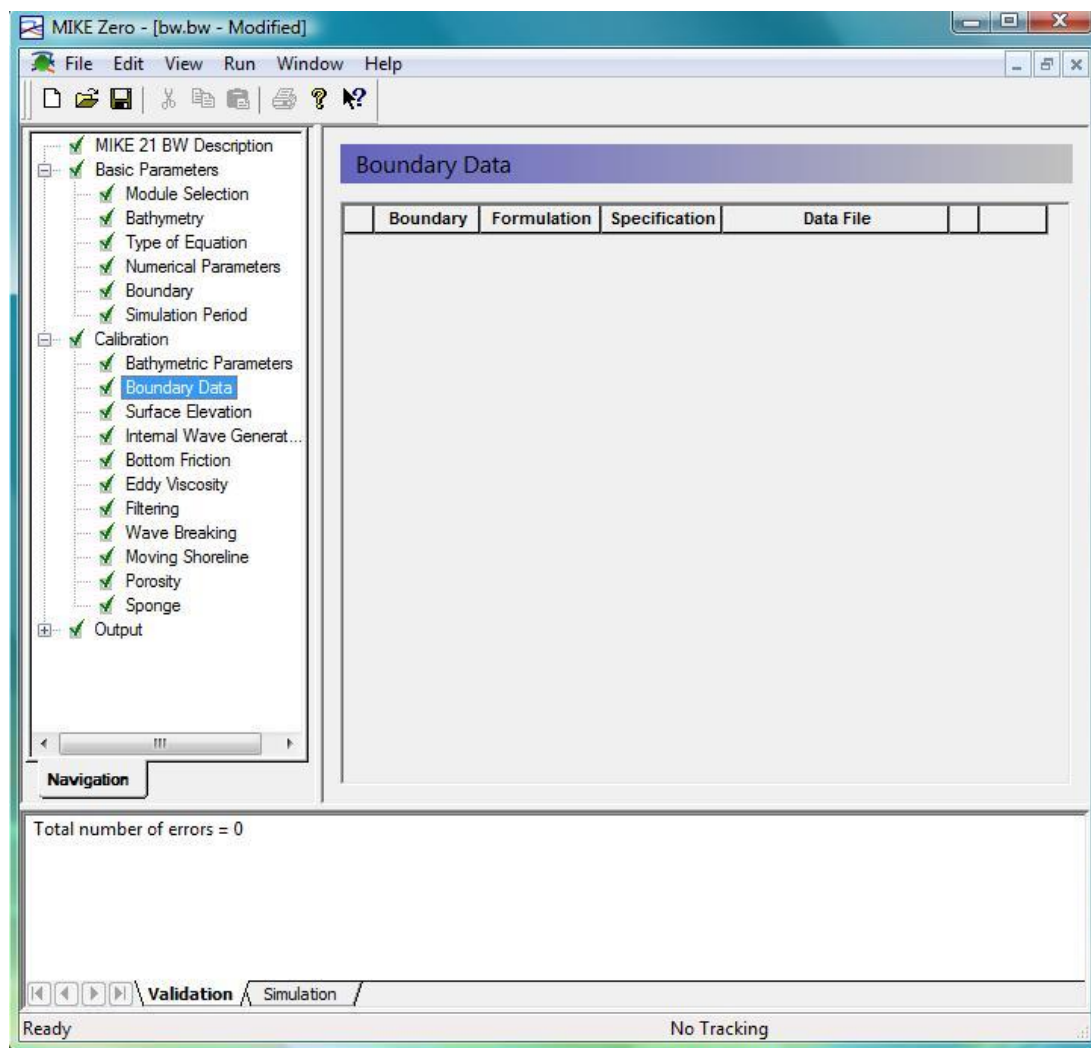 MIKE Zero - [bw.bw - Modified]
File Edit View Run Window Help
MIKE 21 BW Description
Basic Parameters
Module Selection
Bathymetry
Type of Equation
Numerical Parameters
Boundary
Simulation Period
Calibration
Bathymetric Parameters
Boundary Data
Surface Elevation
Internal Wave Generat...
Bottom Friction
Eddy Viscosity
Filtering
Wave Breaking
Moving Shoreline
Porosity
Sponge
Output
Navigation
Boundary Data
Boundary Formulation Specification Data File
Total number of errors = 0
Validation Simulation
Ready No Tracking